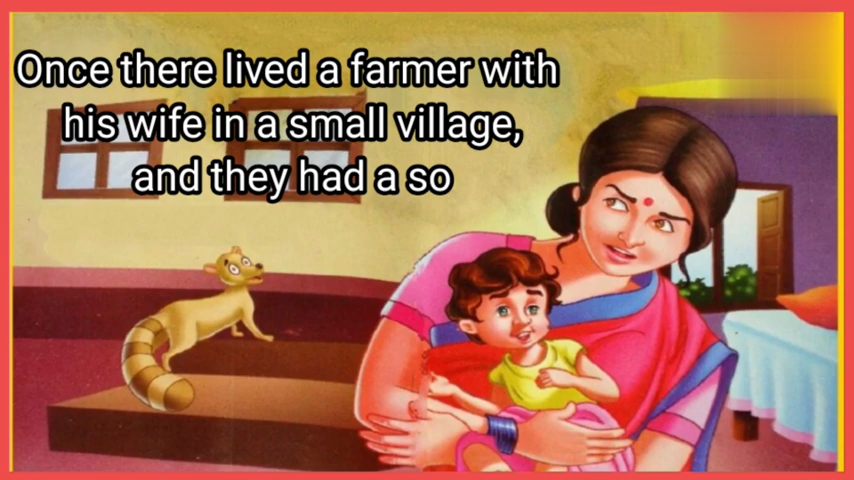 Once there lived a farmer with
his wife in a small village,
and they had a so